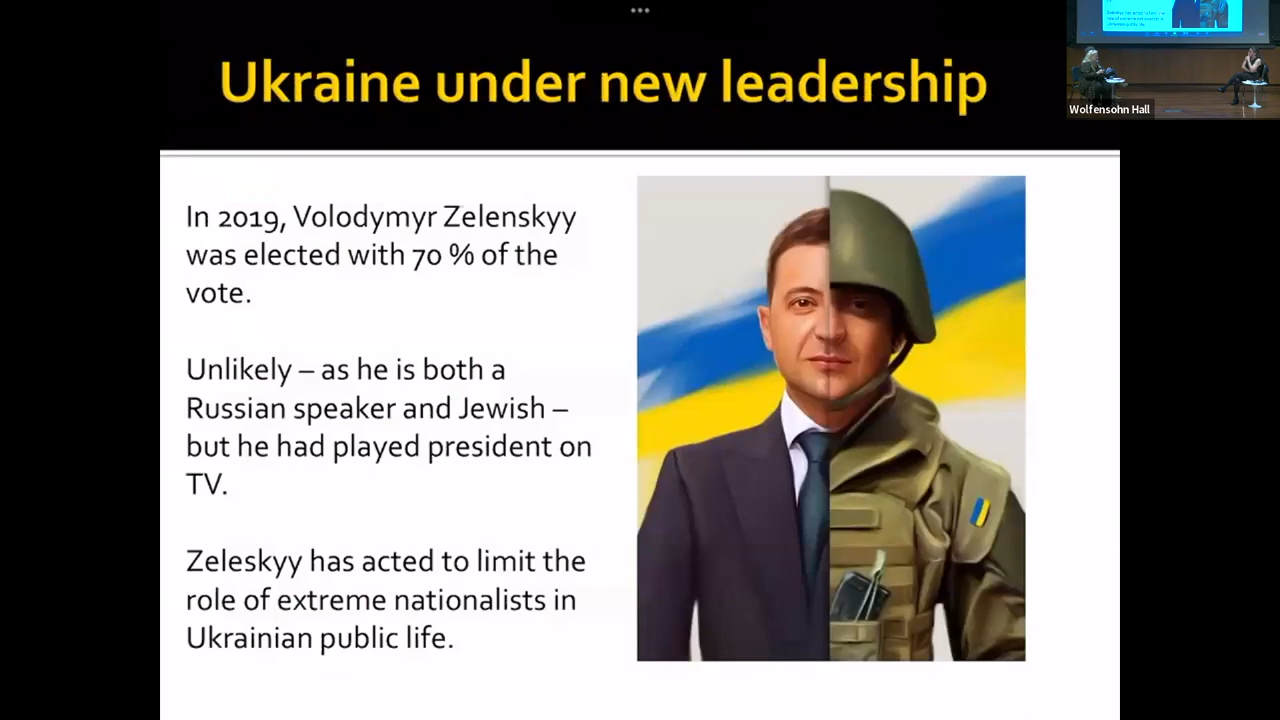 Ukraine under new leadership
In 2019, Volodymyr Zelenskyy
was elected with 70 % of the
vote.
Unlikely – as he is both a
Russian speaker and Jewish –
but he had played president on
TV.
Zeleskyy has acted to limit the
role of extreme nationalists in
Ukrainian public life.
Wolfensohn Hall